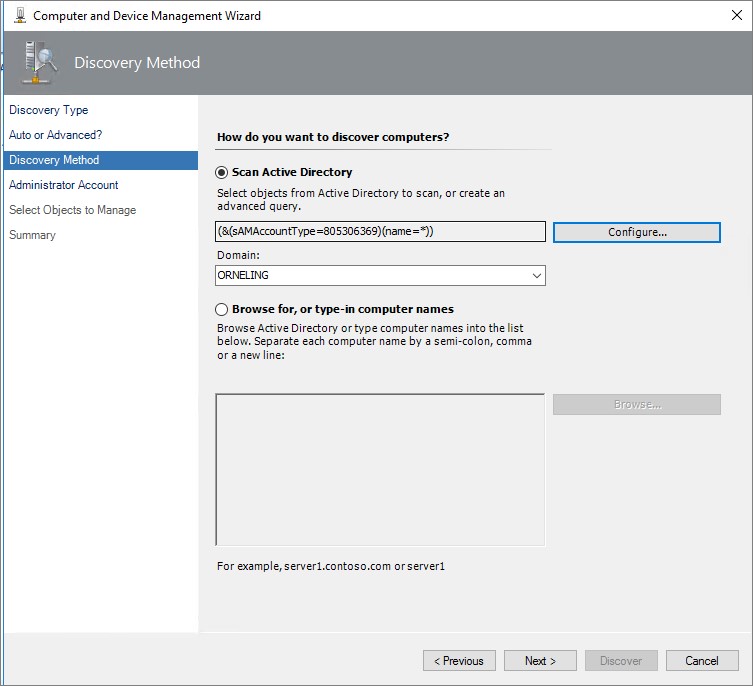 Computer and Device Management Wizard
Discovery Method
Discovery Type
Auto or Advanced?
Discovery Method
Administrator Account
Select Objects to Manage
Summary
How do you want to discover computers?
Scan Active Directory
Select objects from Active Directory to scan, or create an
advanced query.
(&(sAMAccountType=805306369)(name=*))
Configure...
Domain:
ORNELING
Browse for, or type-in computer names
Browse Active Directory or type computer names into the list
below. Separate each computer name by a semi-colon, comma
or a new line:
Browse...
For example, server1.contoso.com or server1
< Previous
Next >
Discover
Cancel